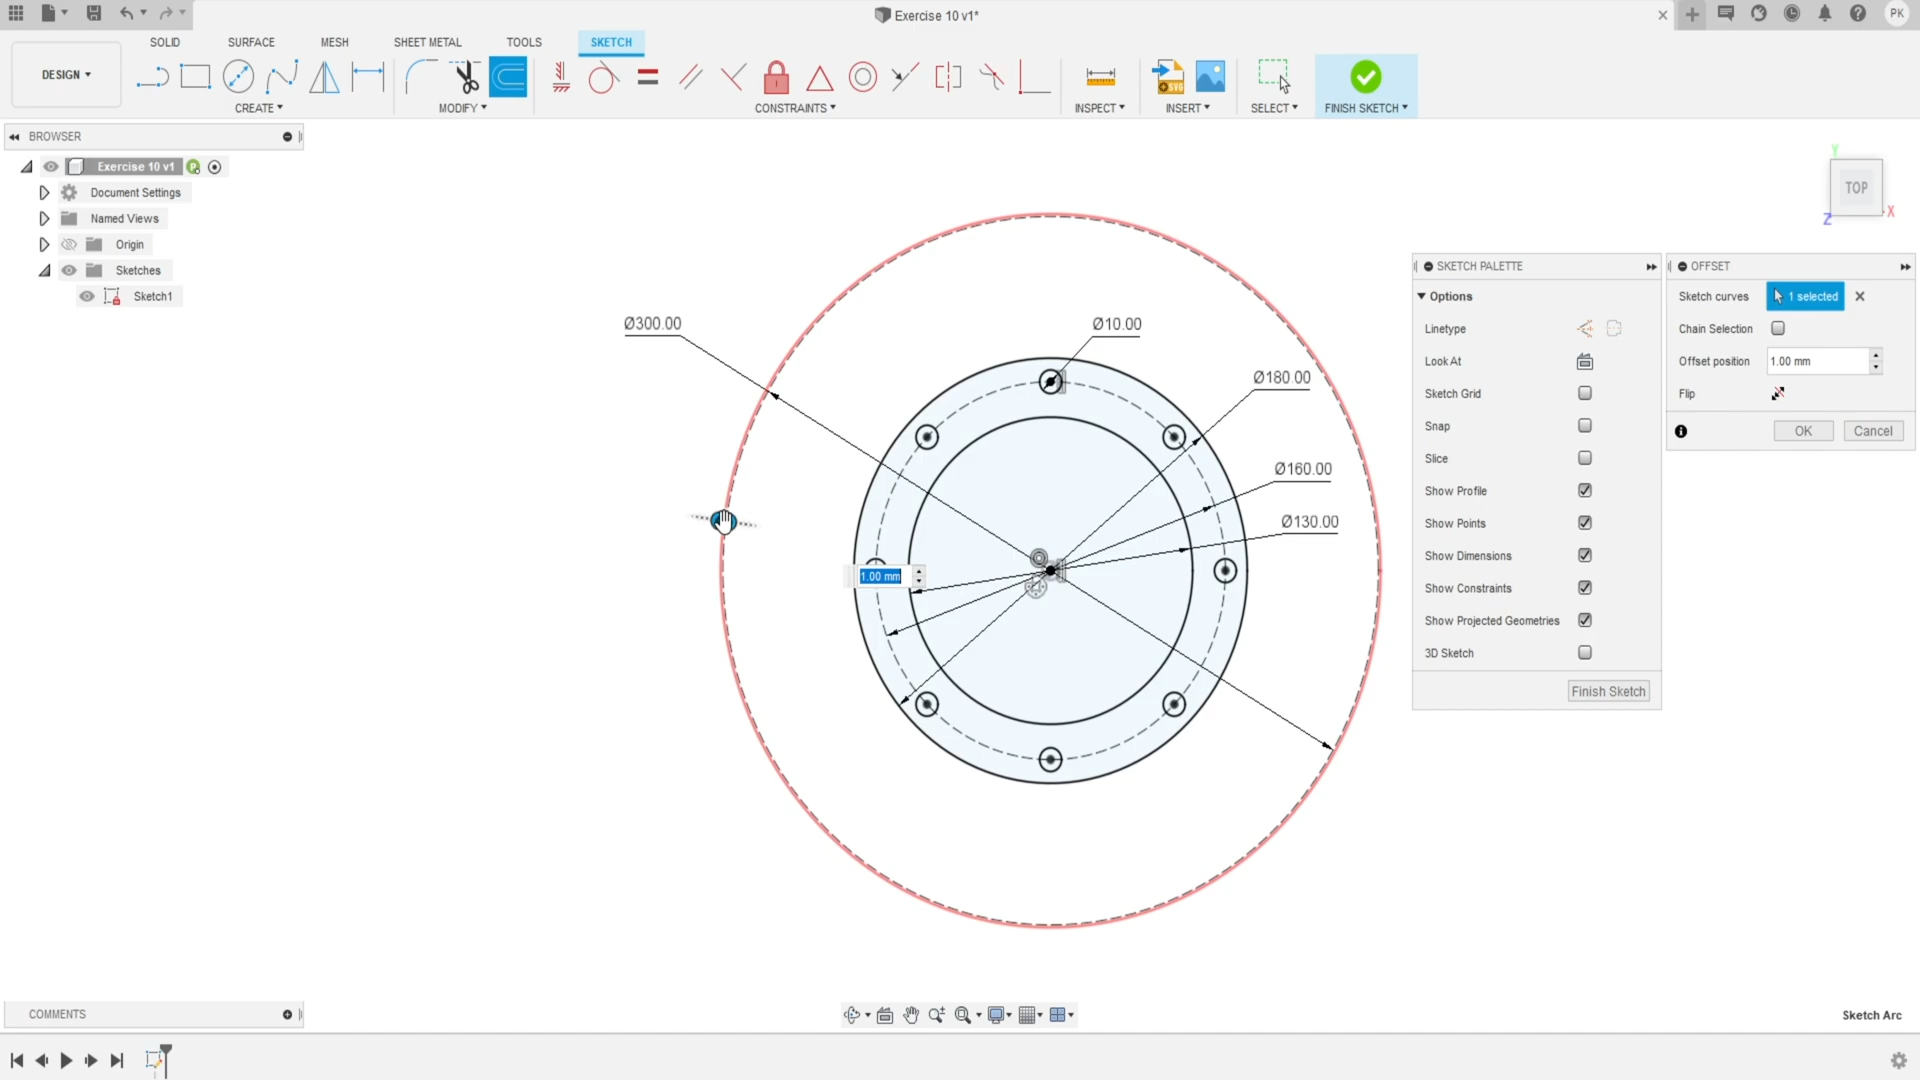 Exercise 10 v1*
PK
SOLID
SURFACE
MESH
SHEET METAL
TOOLS
SKETCH
DESIGN
SVG
CREATE
MODIFY
CONSTRAINTS
INSPECT
INSERT
SELECT
FINISH SKETCH
BROWSER
Exercise 10 v1
Document Settings
Named Views
Origin
Sketches
Sketch1
Y
TOP
X
Z
Ø300.00
Ø10.00
Ø180.00
Ø160.00
Ø130.00
1.00 mm
SKETCH PALETTE
Options
Linetype
Look At
Sketch Grid
Snap
Slice
Show Profile
Show Points
Show Dimensions
Show Constraints
Show Projected Geometries
3D Sketch
Finish Sketch
OFFSET
Sketch curves 1 selected
Chain Selection
Offset position 1.00 mm
Flip
OK Cancel
COMMENTS
Sketch Arc